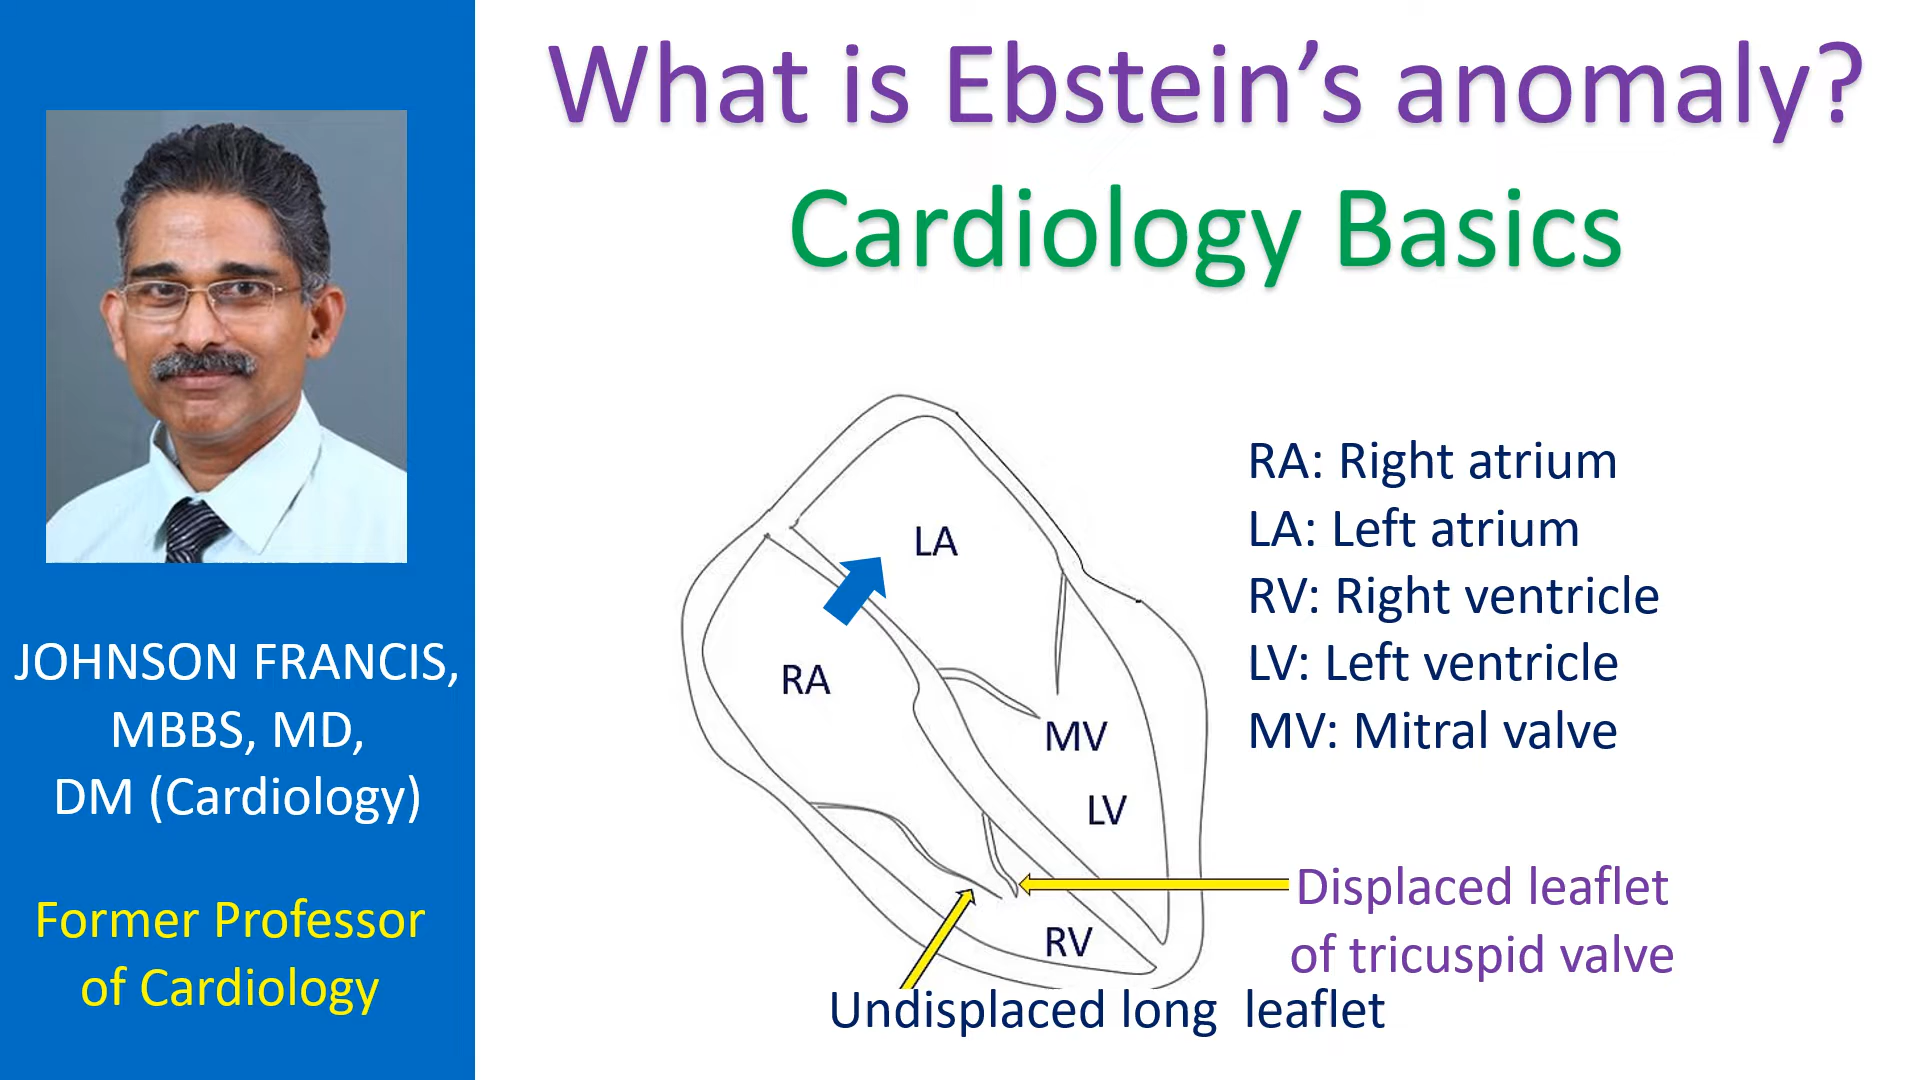 What is Ebstein’s anomaly?
Cardiology Basics
JOHNSON FRANCIS,
MBBS, MD,
DM (Cardiology)
Former Professor
of Cardiology
LA
RA
MV
LV
RV
RA: Right atrium
LA: Left atrium
RV: Right ventricle
LV: Left ventricle
MV: Mitral valve
Displaced leaflet
of tricuspid valve
Undisplaced long leaflet